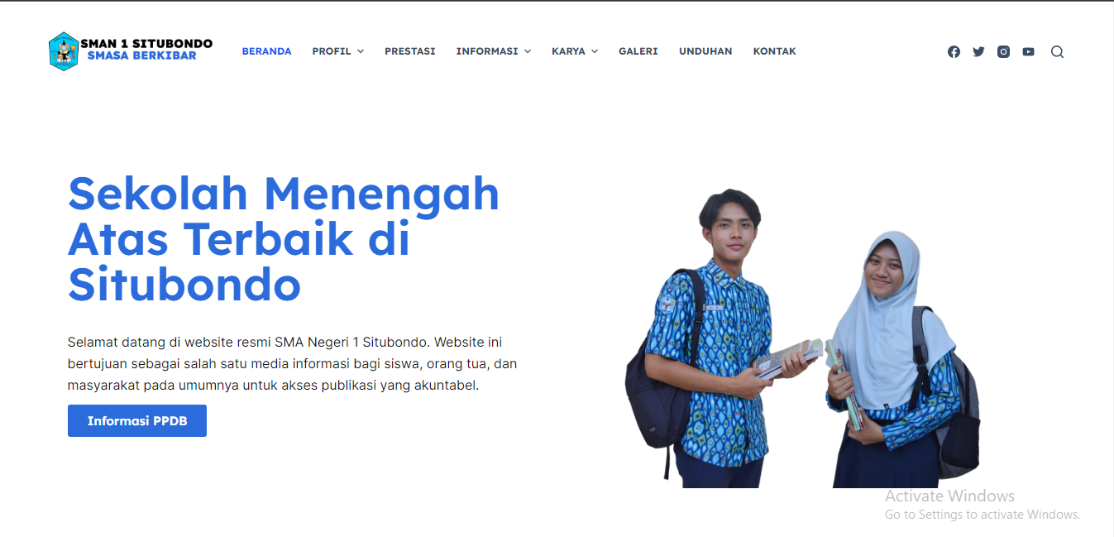 SMAN 1 SITUBONDO
SMASA BERKIBAR
BERANDA PROFIL PRESTASI INFORMASI KARYA GALERI UNDUHAN KONTAK
Sekolah Menengah
Atas Terbaik di
Situbondo
Selamat datang di website resmi SMA Negeri 1 Situbondo. Website ini
bertujuan sebagai salah satu media informasi bagi siswa, orang tua, dan
masyarakat pada umumnya untuk akses publikasi yang akuntabel.
Informasi PPDB
Activate Windows
Go to Settings to activate Windows.